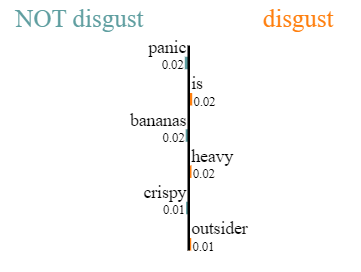 NOT disgust disgust
panic
0.02
is
0.02
bananas
0.02
heavy
0.02
crispy
0.01
outsider
0.01